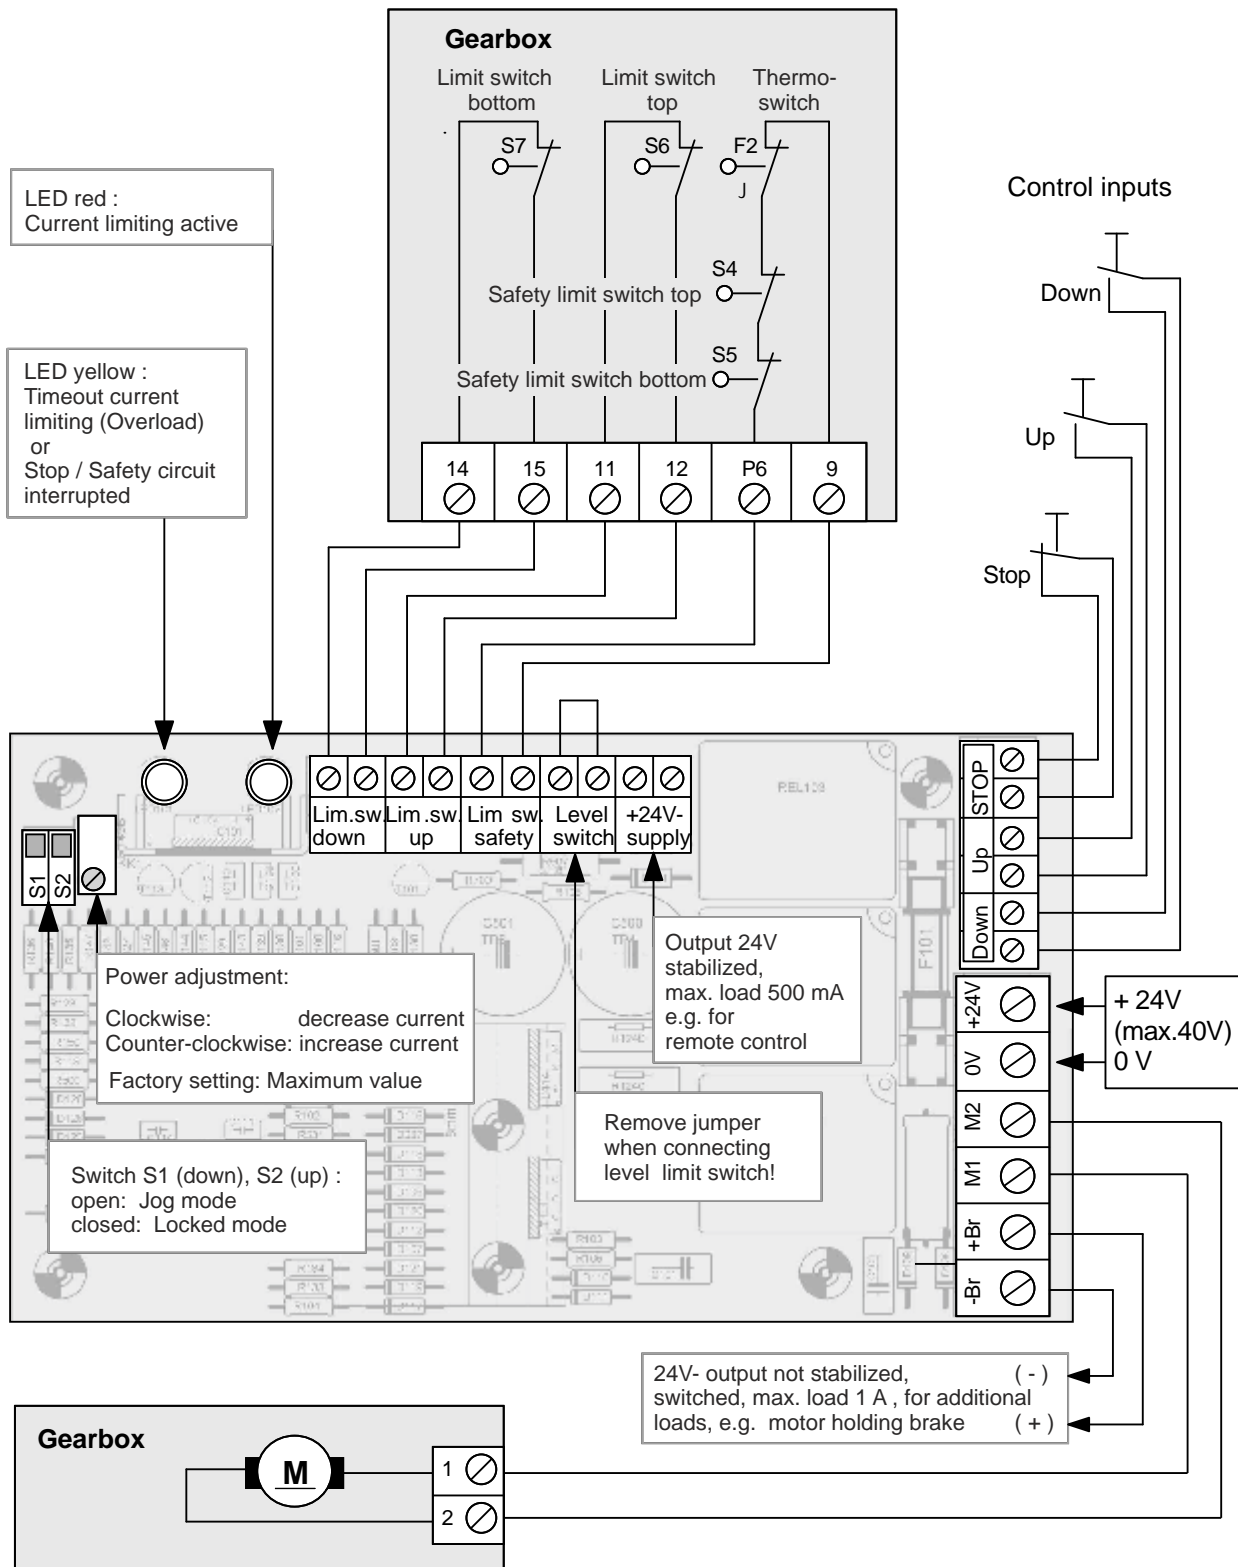 Gearbox
Limit switch
bottom
Limit switch
top
Thermo-
switch
S7
S6
F2
J
S4
Safety limit switch top
S5
Safety limit switch bottom
14
15
11
12
P6
9
LED red :
Current limiting active
LED yellow :
Timeout current
limiting (Overload)
or
Stop / Safety circuit
interrupted
Control inputs
Down
Up
Stop
Lim.sw.
down
Lim .sw.
up
Lim sw.
safety
Level
switch
+24V-
supply
REL109
S1
S2
STOP
Up
Down
F101
+24V
0V
M2
M1
+Br
-Br
+ 24V
(max.40V)
0 V
Output 24V
stabilized,
max. load 500 mA
e.g. for
remote control
Power adjustment:
Clockwise: decrease current
Counter-clockwise: increase current
Factory setting: Maximum value
Remove jumper
when connecting
level limit switch!
Switch S1 (down), S2 (up) :
open: Jog mode
closed: Locked mode
24V- output not stabilized, ( - )
switched, max. load 1 A , for additional
loads, e.g. motor holding brake ( + )
Gearbox
M
1
2